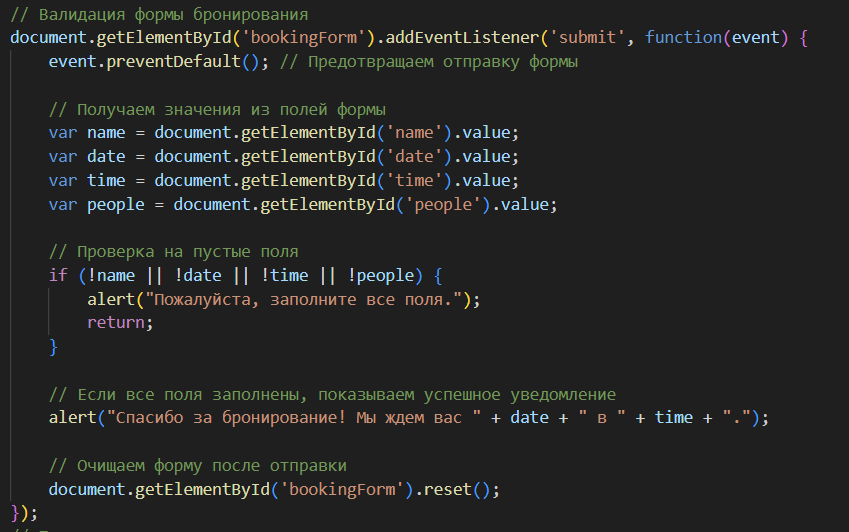 // Валидация формы бронирования
document.getElementById('bookingForm').addEventListener('submit', function(event) {
    event.preventDefault(); // Предотвращаем отправку формы

    // Получаем значения из полей формы
    var name = document.getElementById('name').value;
    var date = document.getElementById('date').value;
    var time = document.getElementById('time').value;
    var people = document.getElementById('people').value;

    // Проверка на пустые поля
    if (!name || !date || !time || !people) {
        alert("Пожалуйста, заполните все поля.");
        return;
    }

    // Если все поля заполнены, показываем успешное уведомление
    alert("Спасибо за бронирование! Мы ждем вас " + date + " в " + time + ".");

    // Очищаем форму после отправки
    document.getElementById('bookingForm').reset();
});